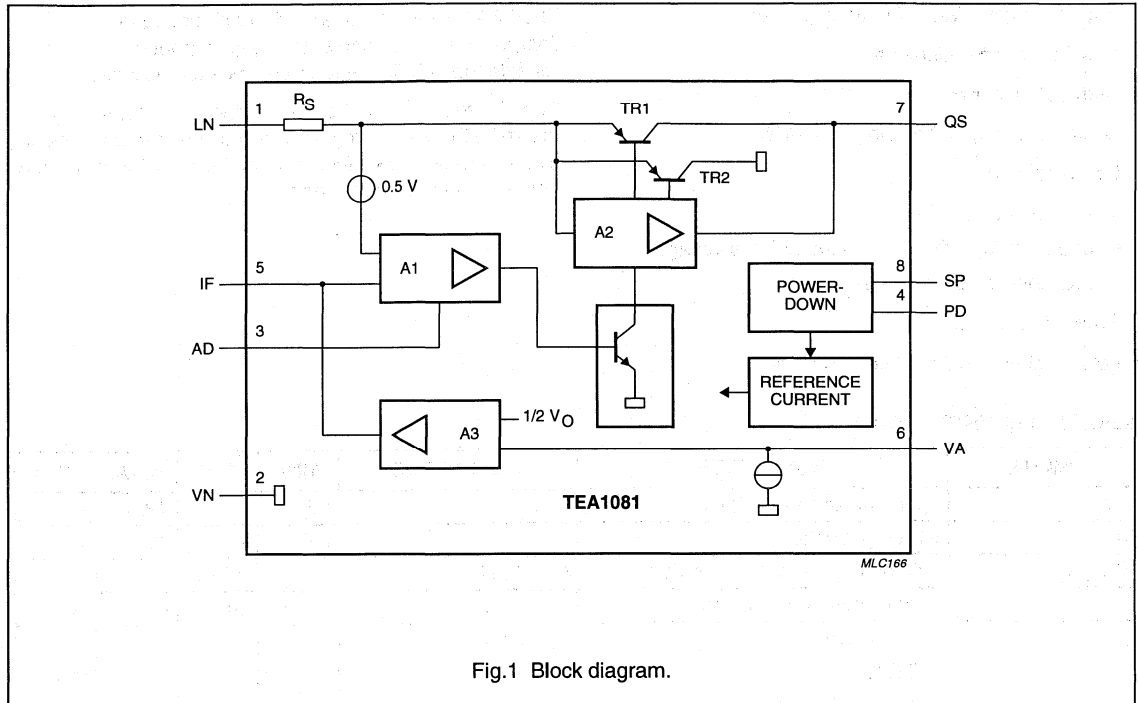 1
R_S
TR1
7
LN
QS
TR2
0.5 V
A2
5
A1
8
IF
POWER-
DOWN
SP
4
PD
3
AD
REFERENCE
CURRENT
1/2 V_O
A3
6
VA
2
VN
TEA1081
MLC166
Fig.1 Block diagram.